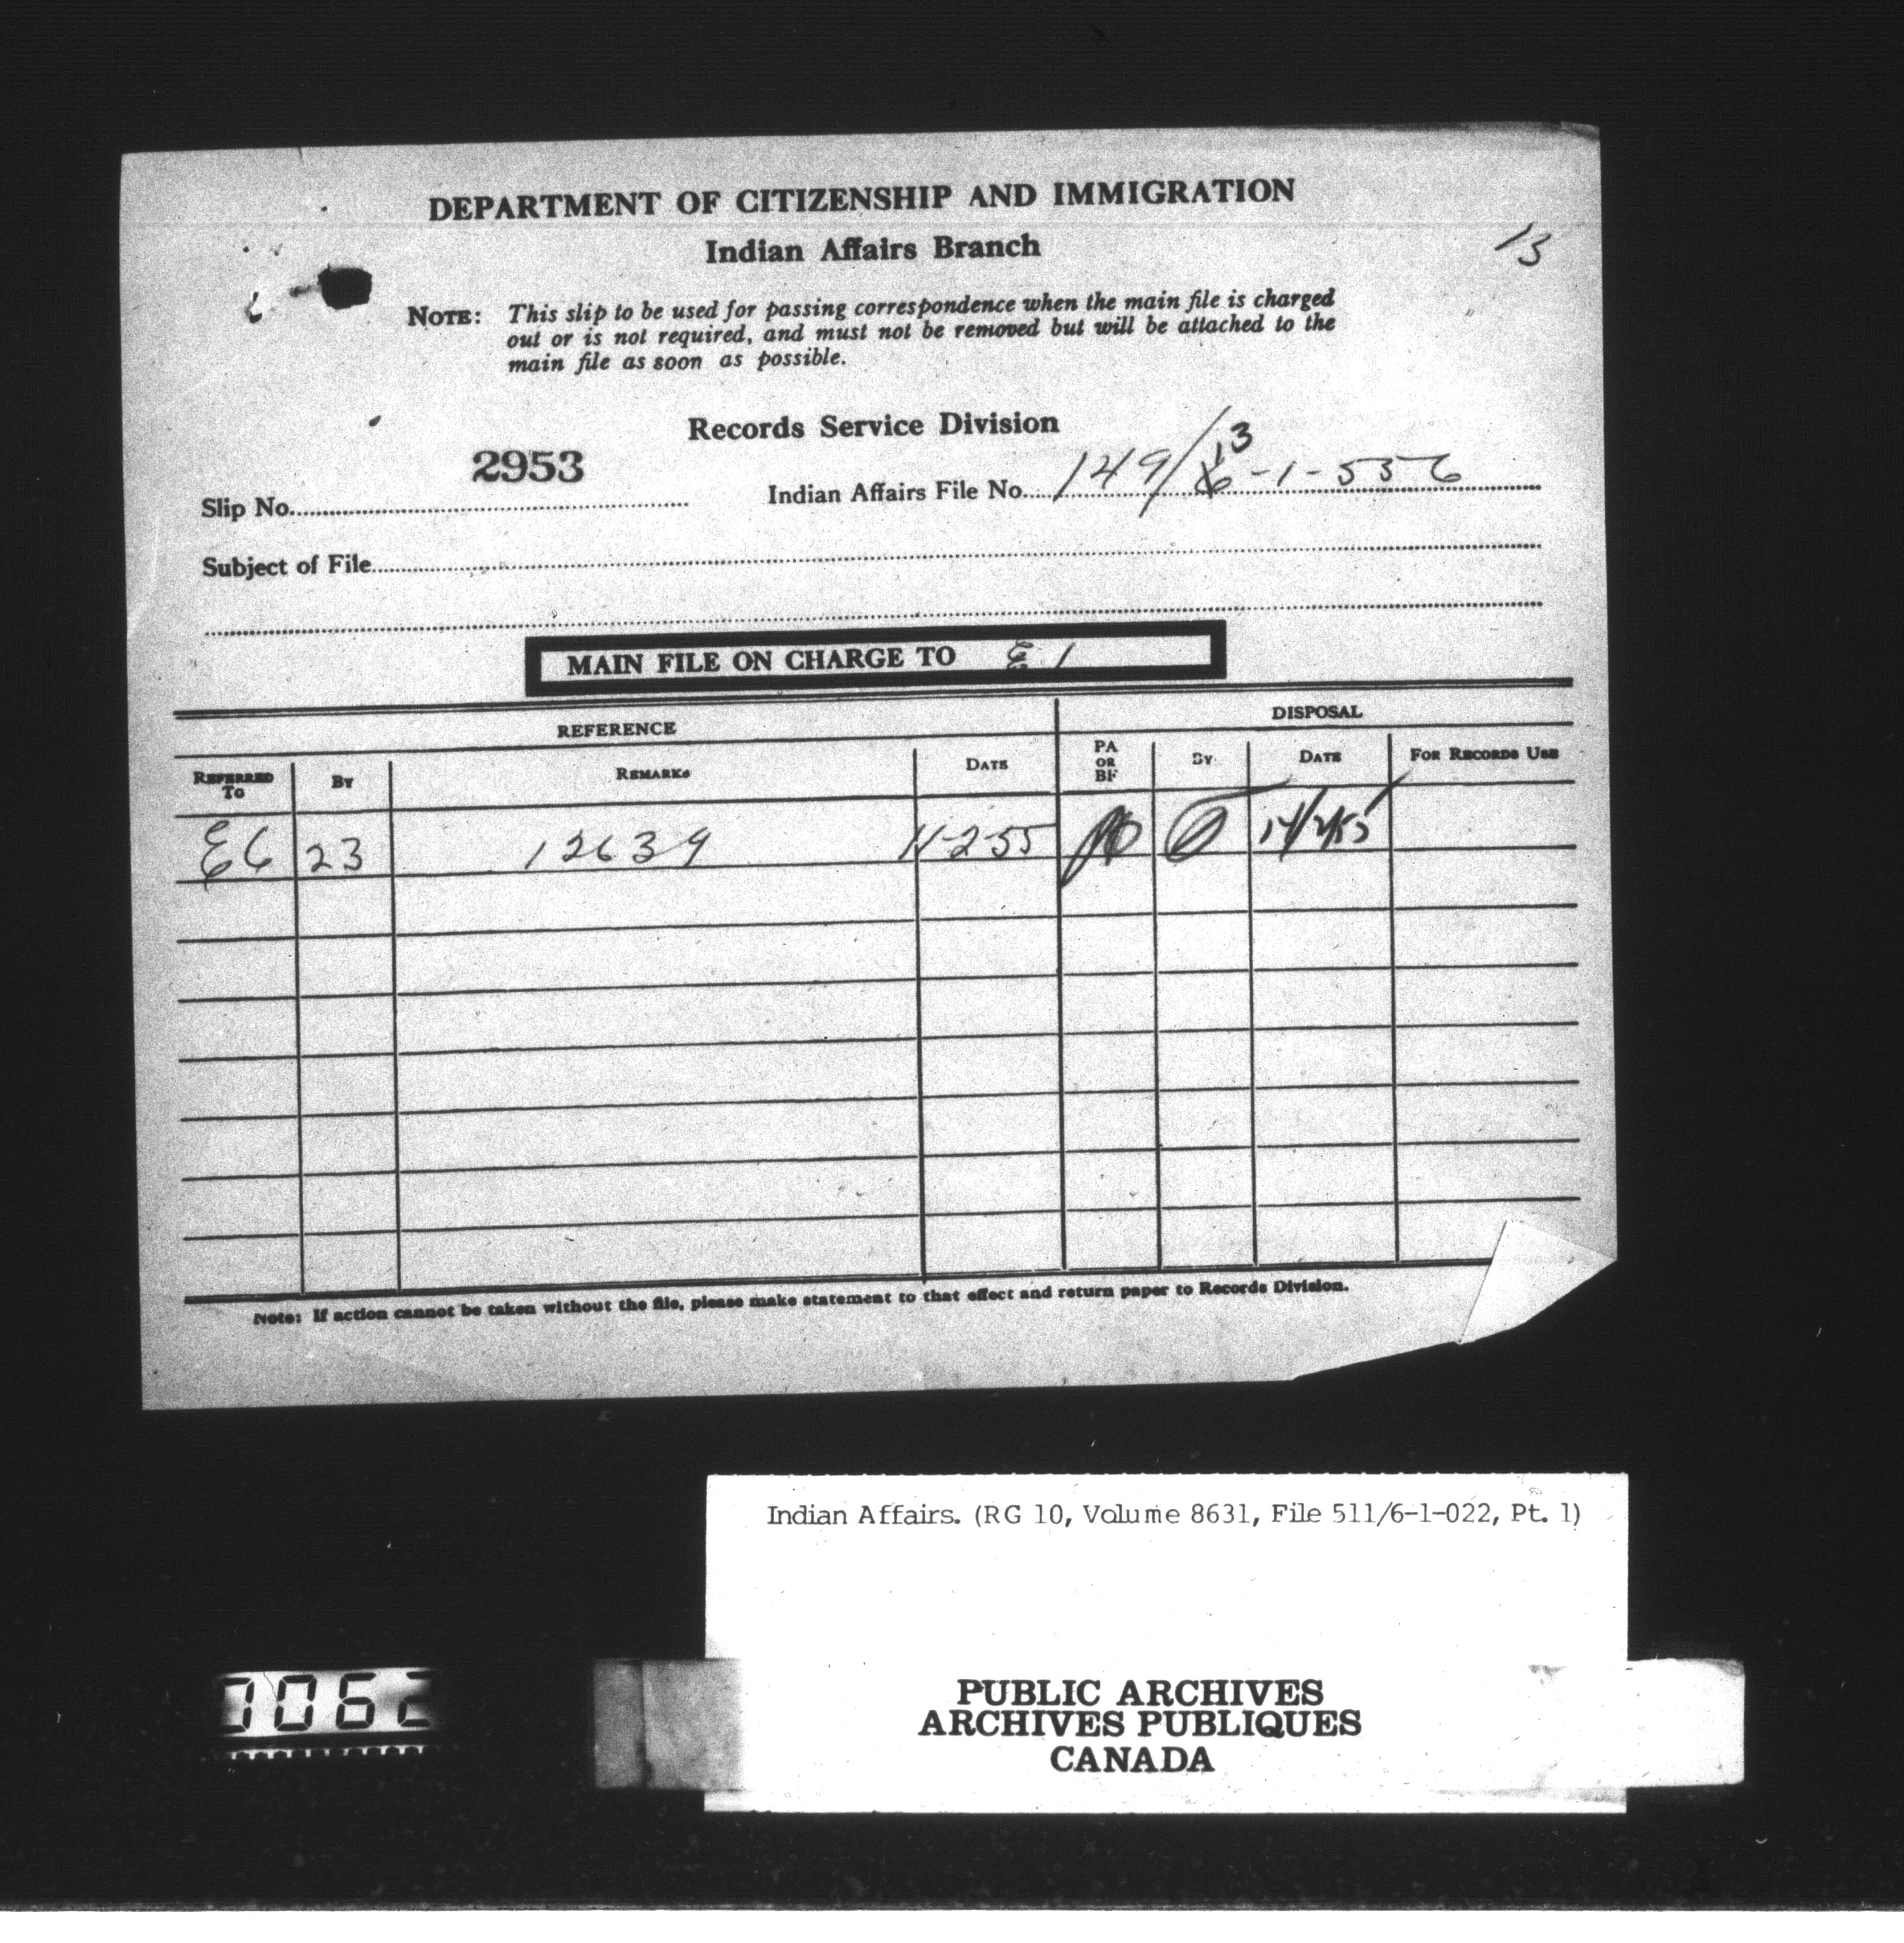 DEPARTMENT OF CITIZENSHIP AND IMMIGRATION
Indian Affairs Branch
13
NOTE: This slip to be used for passing correspondence when the main file is charged
out or is not required, and must not be removed but will be attached to the
main file as soon as possible.
Records Service Division
2953
Slip No. Indian Affairs File No. 149/13-1-556
Subject of File
MAIN FILE ON CHARGE TO E 1
REFERENCE DISPOSAL
REFERRED TO BY REMARKS DATE PA OR BF BY DATE FOR RECORDS USE
E6 23 12639 11-2-55
Note: If action cannot be taken without the file, please make statement to that effect and return paper to Records Division.
Indian Affairs. (RG 10, Volume 8631, File 511/6-1-022, Pt. 1)
0062
PUBLIC ARCHIVES
ARCHIVES PUBLIQUES
CANADA